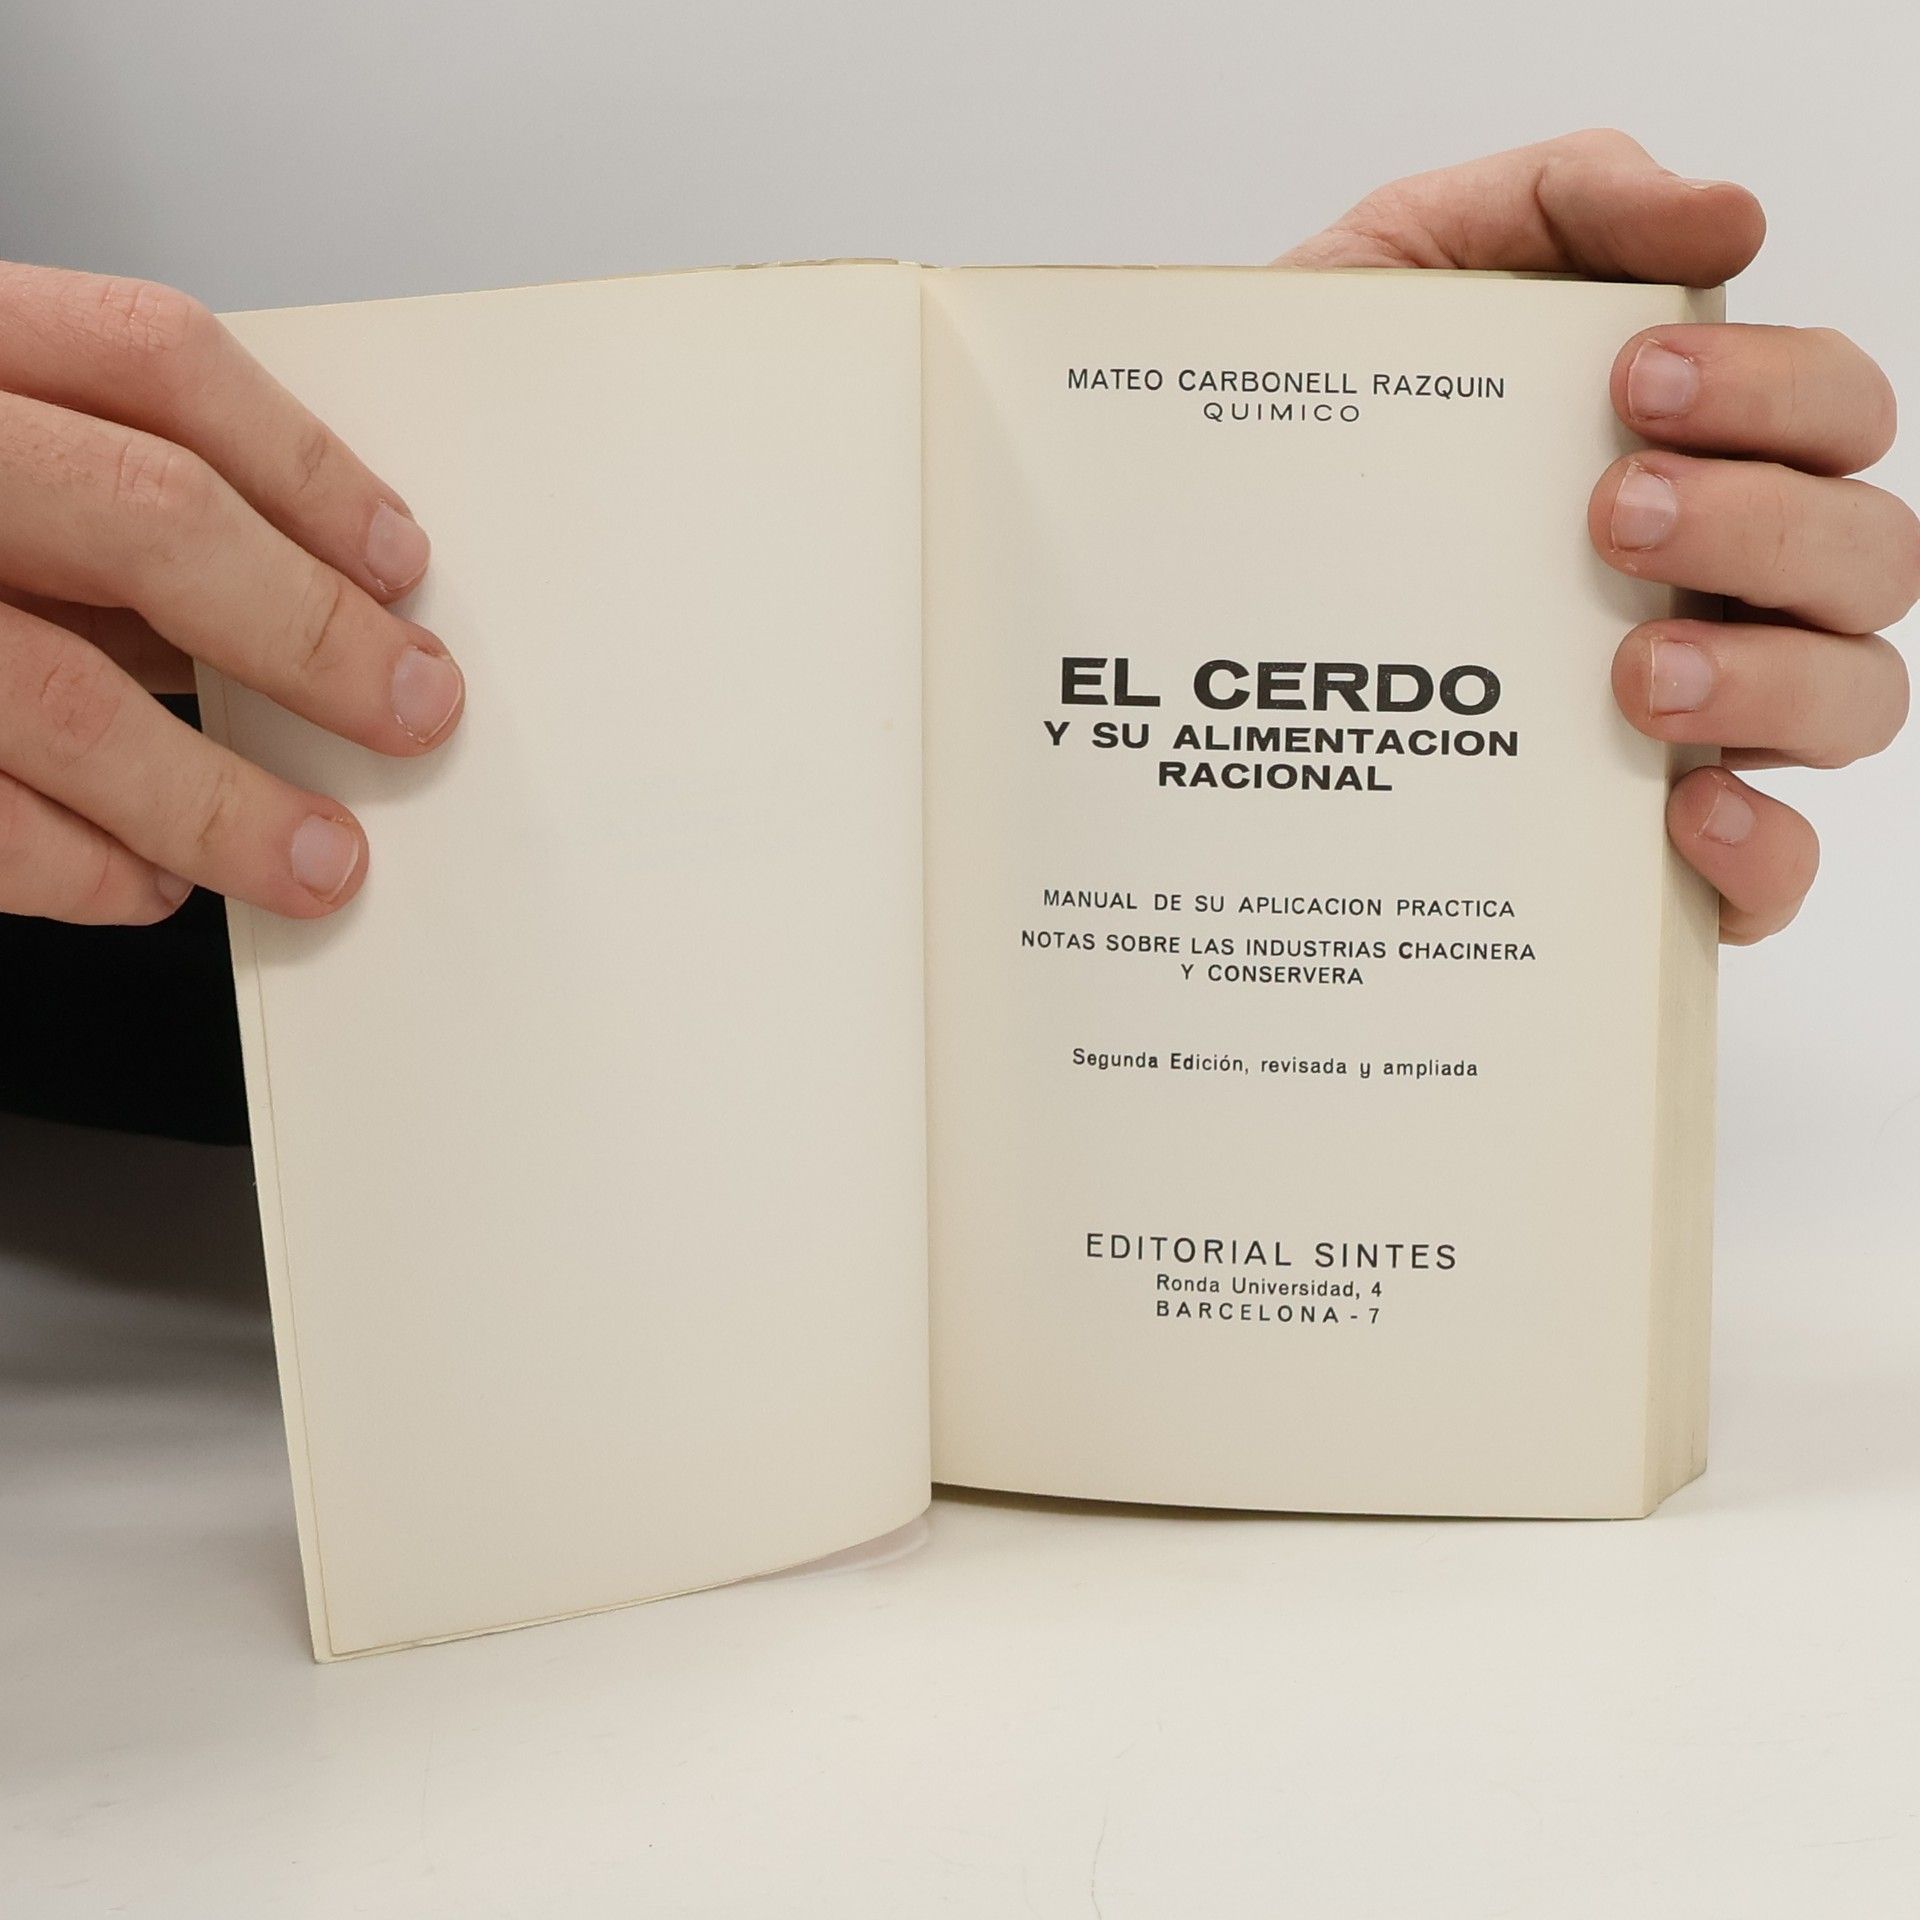 MATEO CARBONELL RAZQUIN
QUIMICO
EL CERDO
Y SU ALIMENTACION
RACIONAL
MANUAL DE SU APLICACION PRACTICA
NOTAS SOBRE LAS INDUSTRIAS CHACINERA
Y CONSERVERA
Segunda Edición, revisada y ampliada
EDITORIAL SINTES
Ronda Universidad, 4
BARCELONA - 7